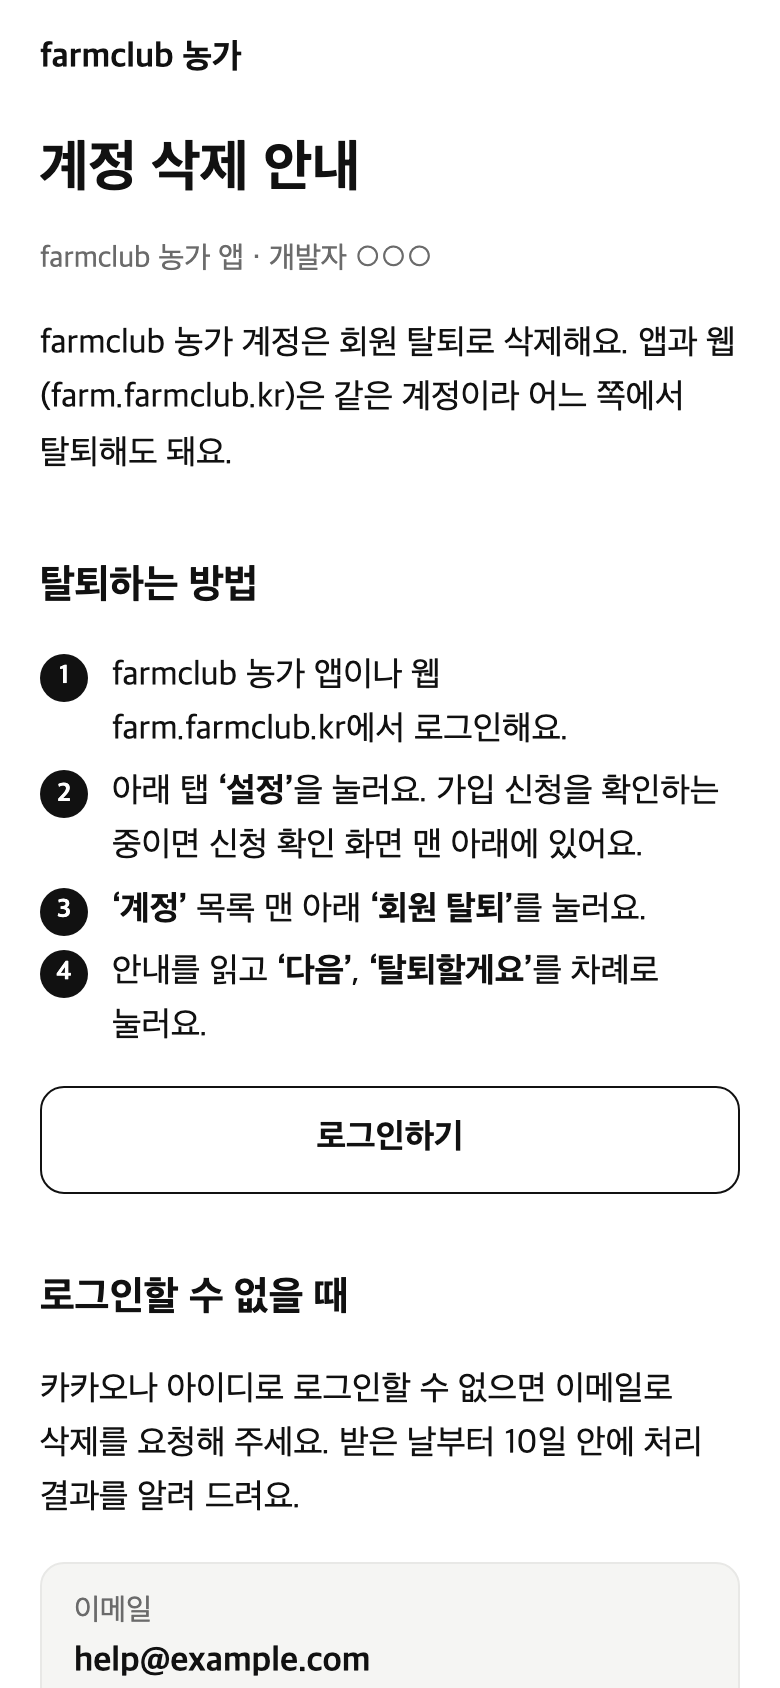 farmclub 농가
계정 삭제 안내
farmclub 농가 앱 · 개발자 ○○○
farmclub 농가 계정은 회원 탈퇴로 삭제해요. 앱과 웹
(farm.farmclub.kr)은 같은 계정이라 어느 쪽에서
탈퇴해도 돼요.
탈퇴하는 방법
1 farmclub 농가 앱이나 웹
farm.farmclub.kr에서 로그인해요.
2 아래 탭 ‘설정’을 눌러요. 가입 신청을 확인하는
중이면 신청 확인 화면 맨 아래에 있어요.
3 ‘계정’ 목록 맨 아래 ‘회원 탈퇴’를 눌러요.
4 안내를 읽고 ‘다음’, ‘탈퇴할게요’를 차례로
눌러요.
로그인하기
로그인할 수 없을 때
카카오나 아이디로 로그인할 수 없으면 이메일로
삭제를 요청해 주세요. 받은 날부터 10일 안에 처리
결과를 알려 드려요.
이메일
help@example.com